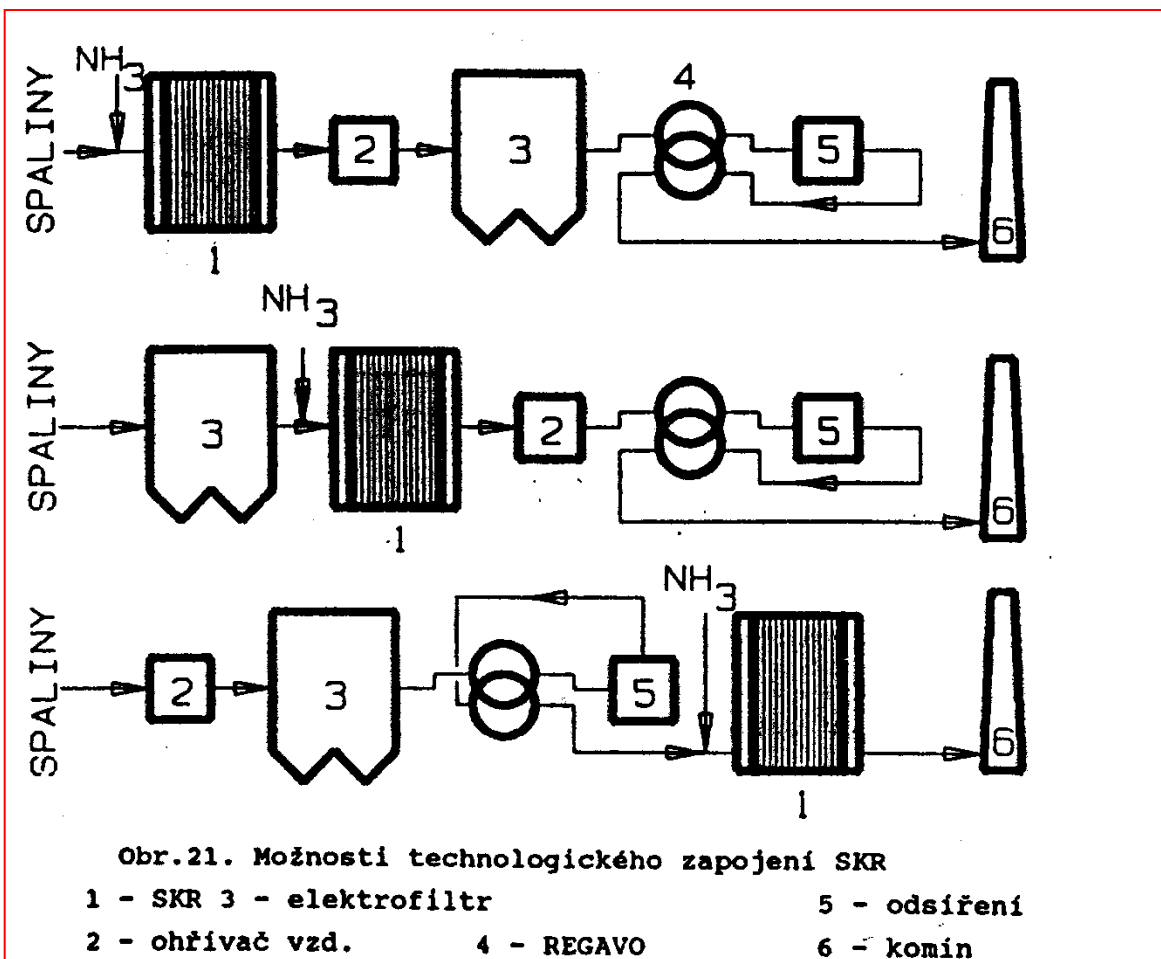 NH3
4
SPALINY
2
3
5
6
1
NH3
SPALINY
3
2
5
6
1
NH3
SPALINY
2
3
5
6
1
Obr.21. Možnosti technologického zapojení SKR
1 - SKR 3 - elektrofiltr 5 - odsíření
2 - ohřívač vzd. 4 - REGAVO 6 - komín